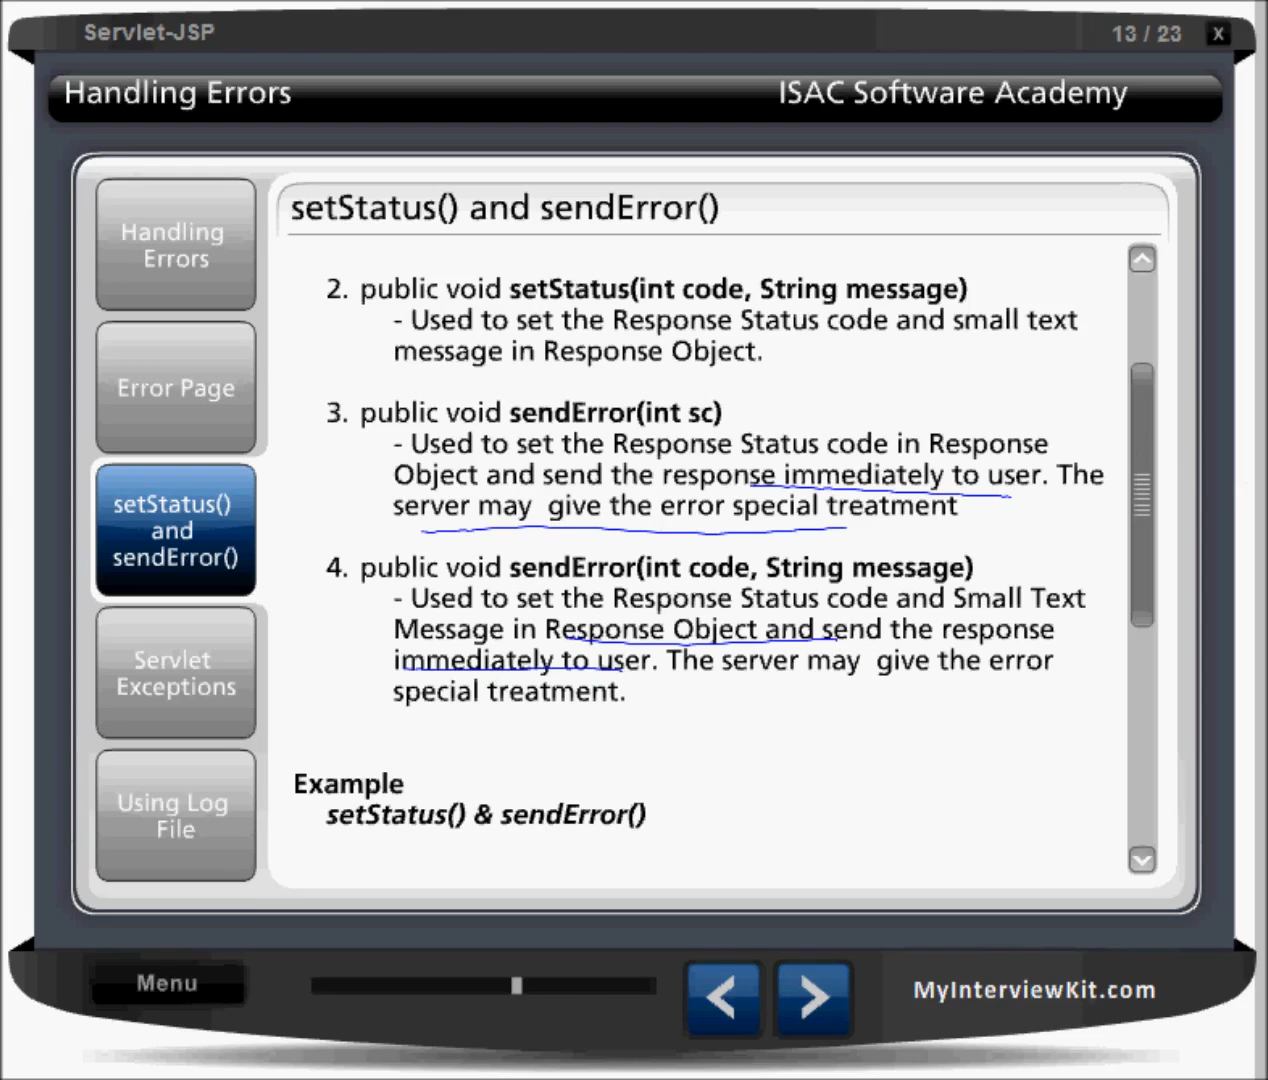 Servlet-JSP
13 / 23
X
Handling Errors
ISAC Software Academy
Handling
Errors
Error Page
setStatus()
and
sendError()
Servlet
Exceptions
Using Log
File
setStatus() and sendError()
2. public void setStatus(int code, String message)
- Used to set the Response Status code and small text
message in Response Object.
3. public void sendError(int sc)
- Used to set the Response Status code in Response
Object and send the response immediately to user. The
server may give the error special treatment
4. public void sendError(int code, String message)
- Used to set the Response Status code and Small Text
Message in Response Object and send the response
immediately to user. The server may give the error
special treatment.
Example
setStatus() & sendError()
Menu
MyInterviewKit.com